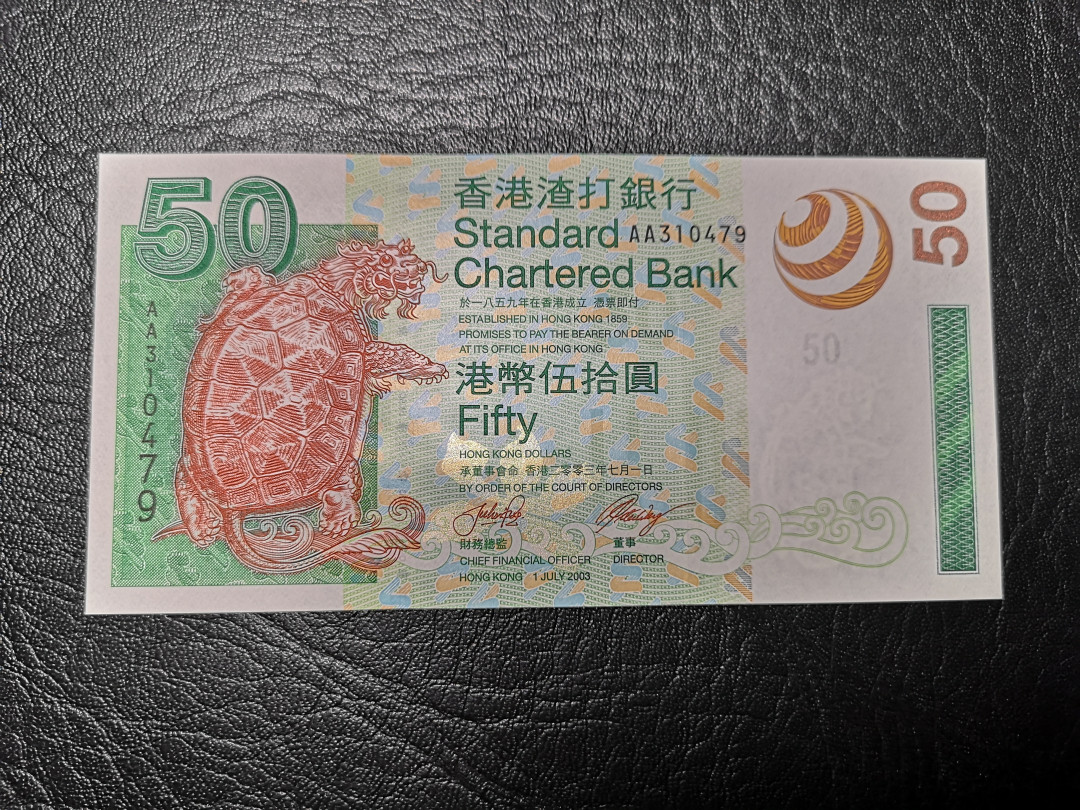 50
香港渣打銀行
Standard
AA310479
Chartered Bank
50
AA310479
於一八五九年在香港成立 憑票即付
ESTABLISHED IN HONG KONG 1859
PROMISES TO PAY THE BEARER ON DEMAND
AT ITS OFFICE IN HONG KONG
50
港幣伍拾圓
Fifty
HONG KONG DOLLARS
承董事會命 香港二零零三年七月一日
BY ORDER OF THE COURT OF DIRECTORS
財務總監 董事
CHIEF FINANCIAL OFFICER DIRECTOR
HONG KONG 1 JULY 2003